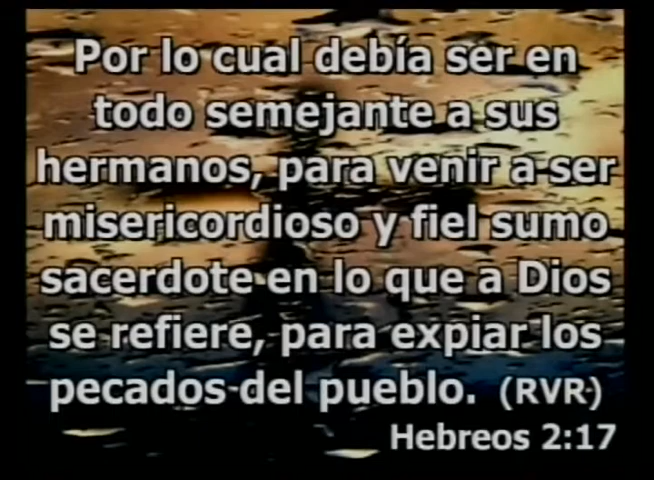 Por lo cual debía ser en
todo semejante a sus
hermanos, para venir a ser
misericordioso y fiel sumo
sacerdote en lo que a Dios
se refiere, para expiar los
pecados del pueblo. (RVR)
Hebreos 2:17